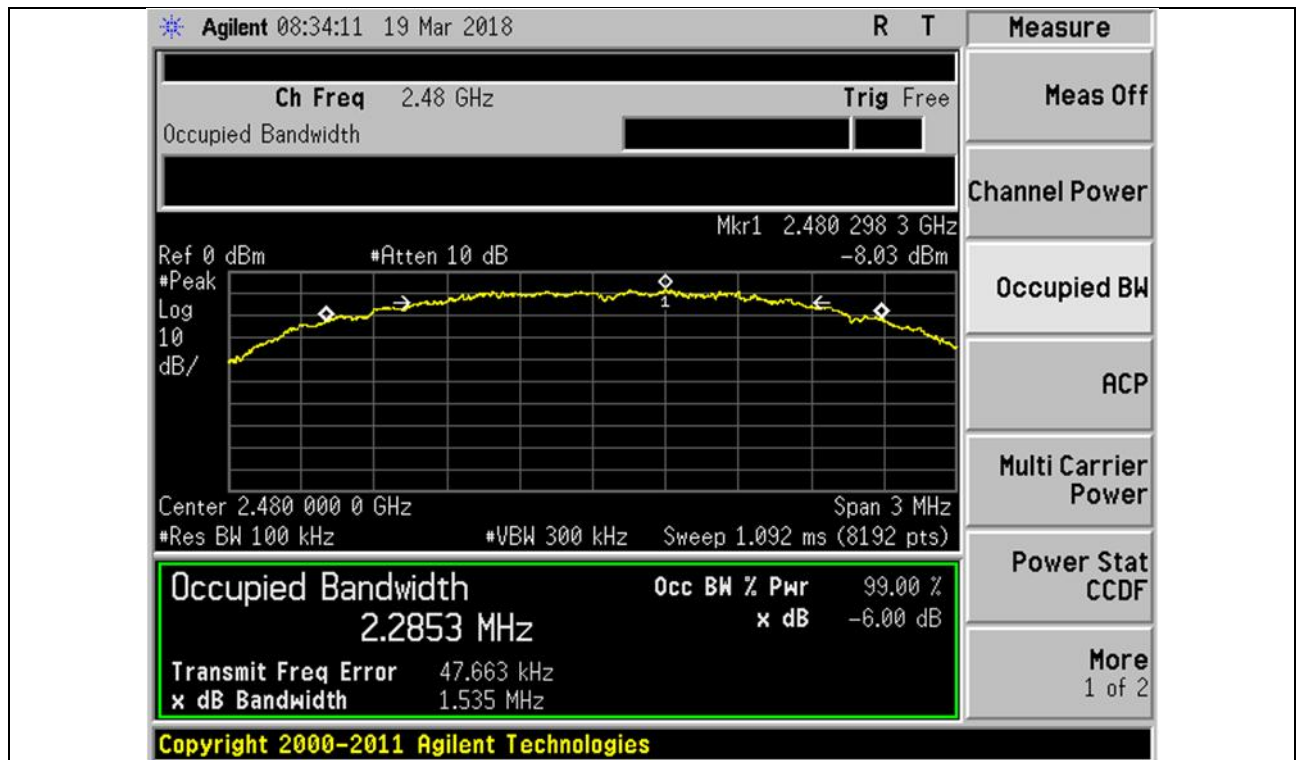 Agilent 08:34:11 19 Mar 2018 R T
Measure
Ch Freq 2.48 GHz Trig Free
Occupied Bandwidth
Meas Off
Channel Power
Occupied BW
ACP
Multi Carrier
Power
Power Stat
CCDF
More
1 of 2
Mkr1 2.480 298 3 GHz
Ref 0 dBm #Atten 10 dB -8.03 dBm
#Peak
Log
10
dB/
1
Center 2.480 000 0 GHz Span 3 MHz
#Res BW 100 kHz #VBW 300 kHz Sweep 1.092 ms (8192 pts)
Occupied Bandwidth Occ BW % Pwr 99.00 %
2.2853 MHz x dB -6.00 dB
Transmit Freq Error 47.663 kHz
x dB Bandwidth 1.535 MHz
Copyright 2000-2011 Agilent Technologies